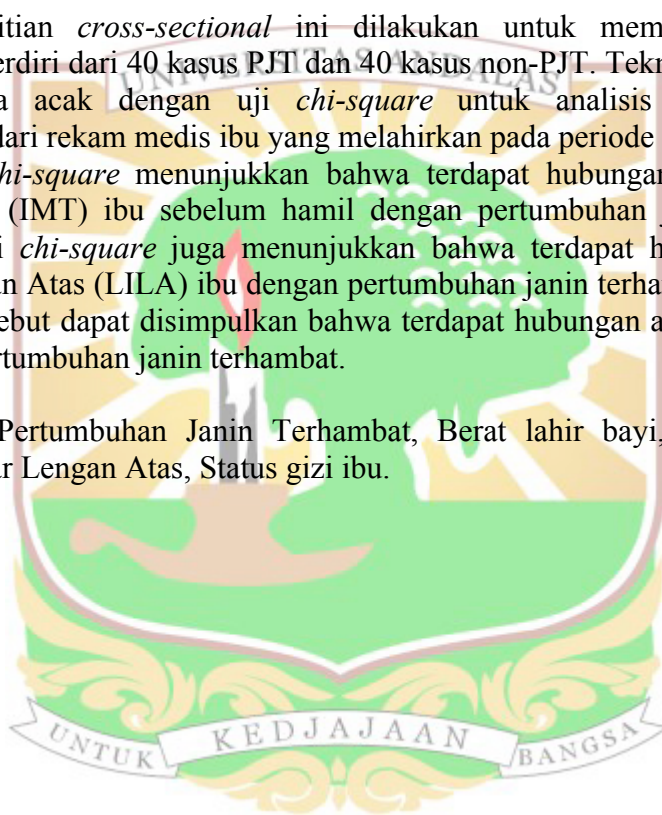 itian cross-sectional ini dilakukan untuk mem
erdiri dari 40 kasus PJT dan 40 kasus non-PJT. Tekn
UNIVERSITAS ANDALAS
a acak dengan uji chi-square untuk analisis
dari rekam medis ibu yang melahirkan pada periode
hi-square menunjukkan bahwa terdapat hubungan
(IMT) ibu sebelum hamil dengan pertumbuhan j
i chi-square juga menunjukkan bahwa terdapat h
n Atas (LILA) ibu dengan pertumbuhan janin terha
ebut dapat disimpulkan bahwa terdapat hubungan a
rtumbuhan janin terhambat.
Pertumbuhan Janin Terhambat, Berat lahir bayi,
r Lengan Atas, Status gizi ibu.
UNTUK KEDJAJAAN BANGSA